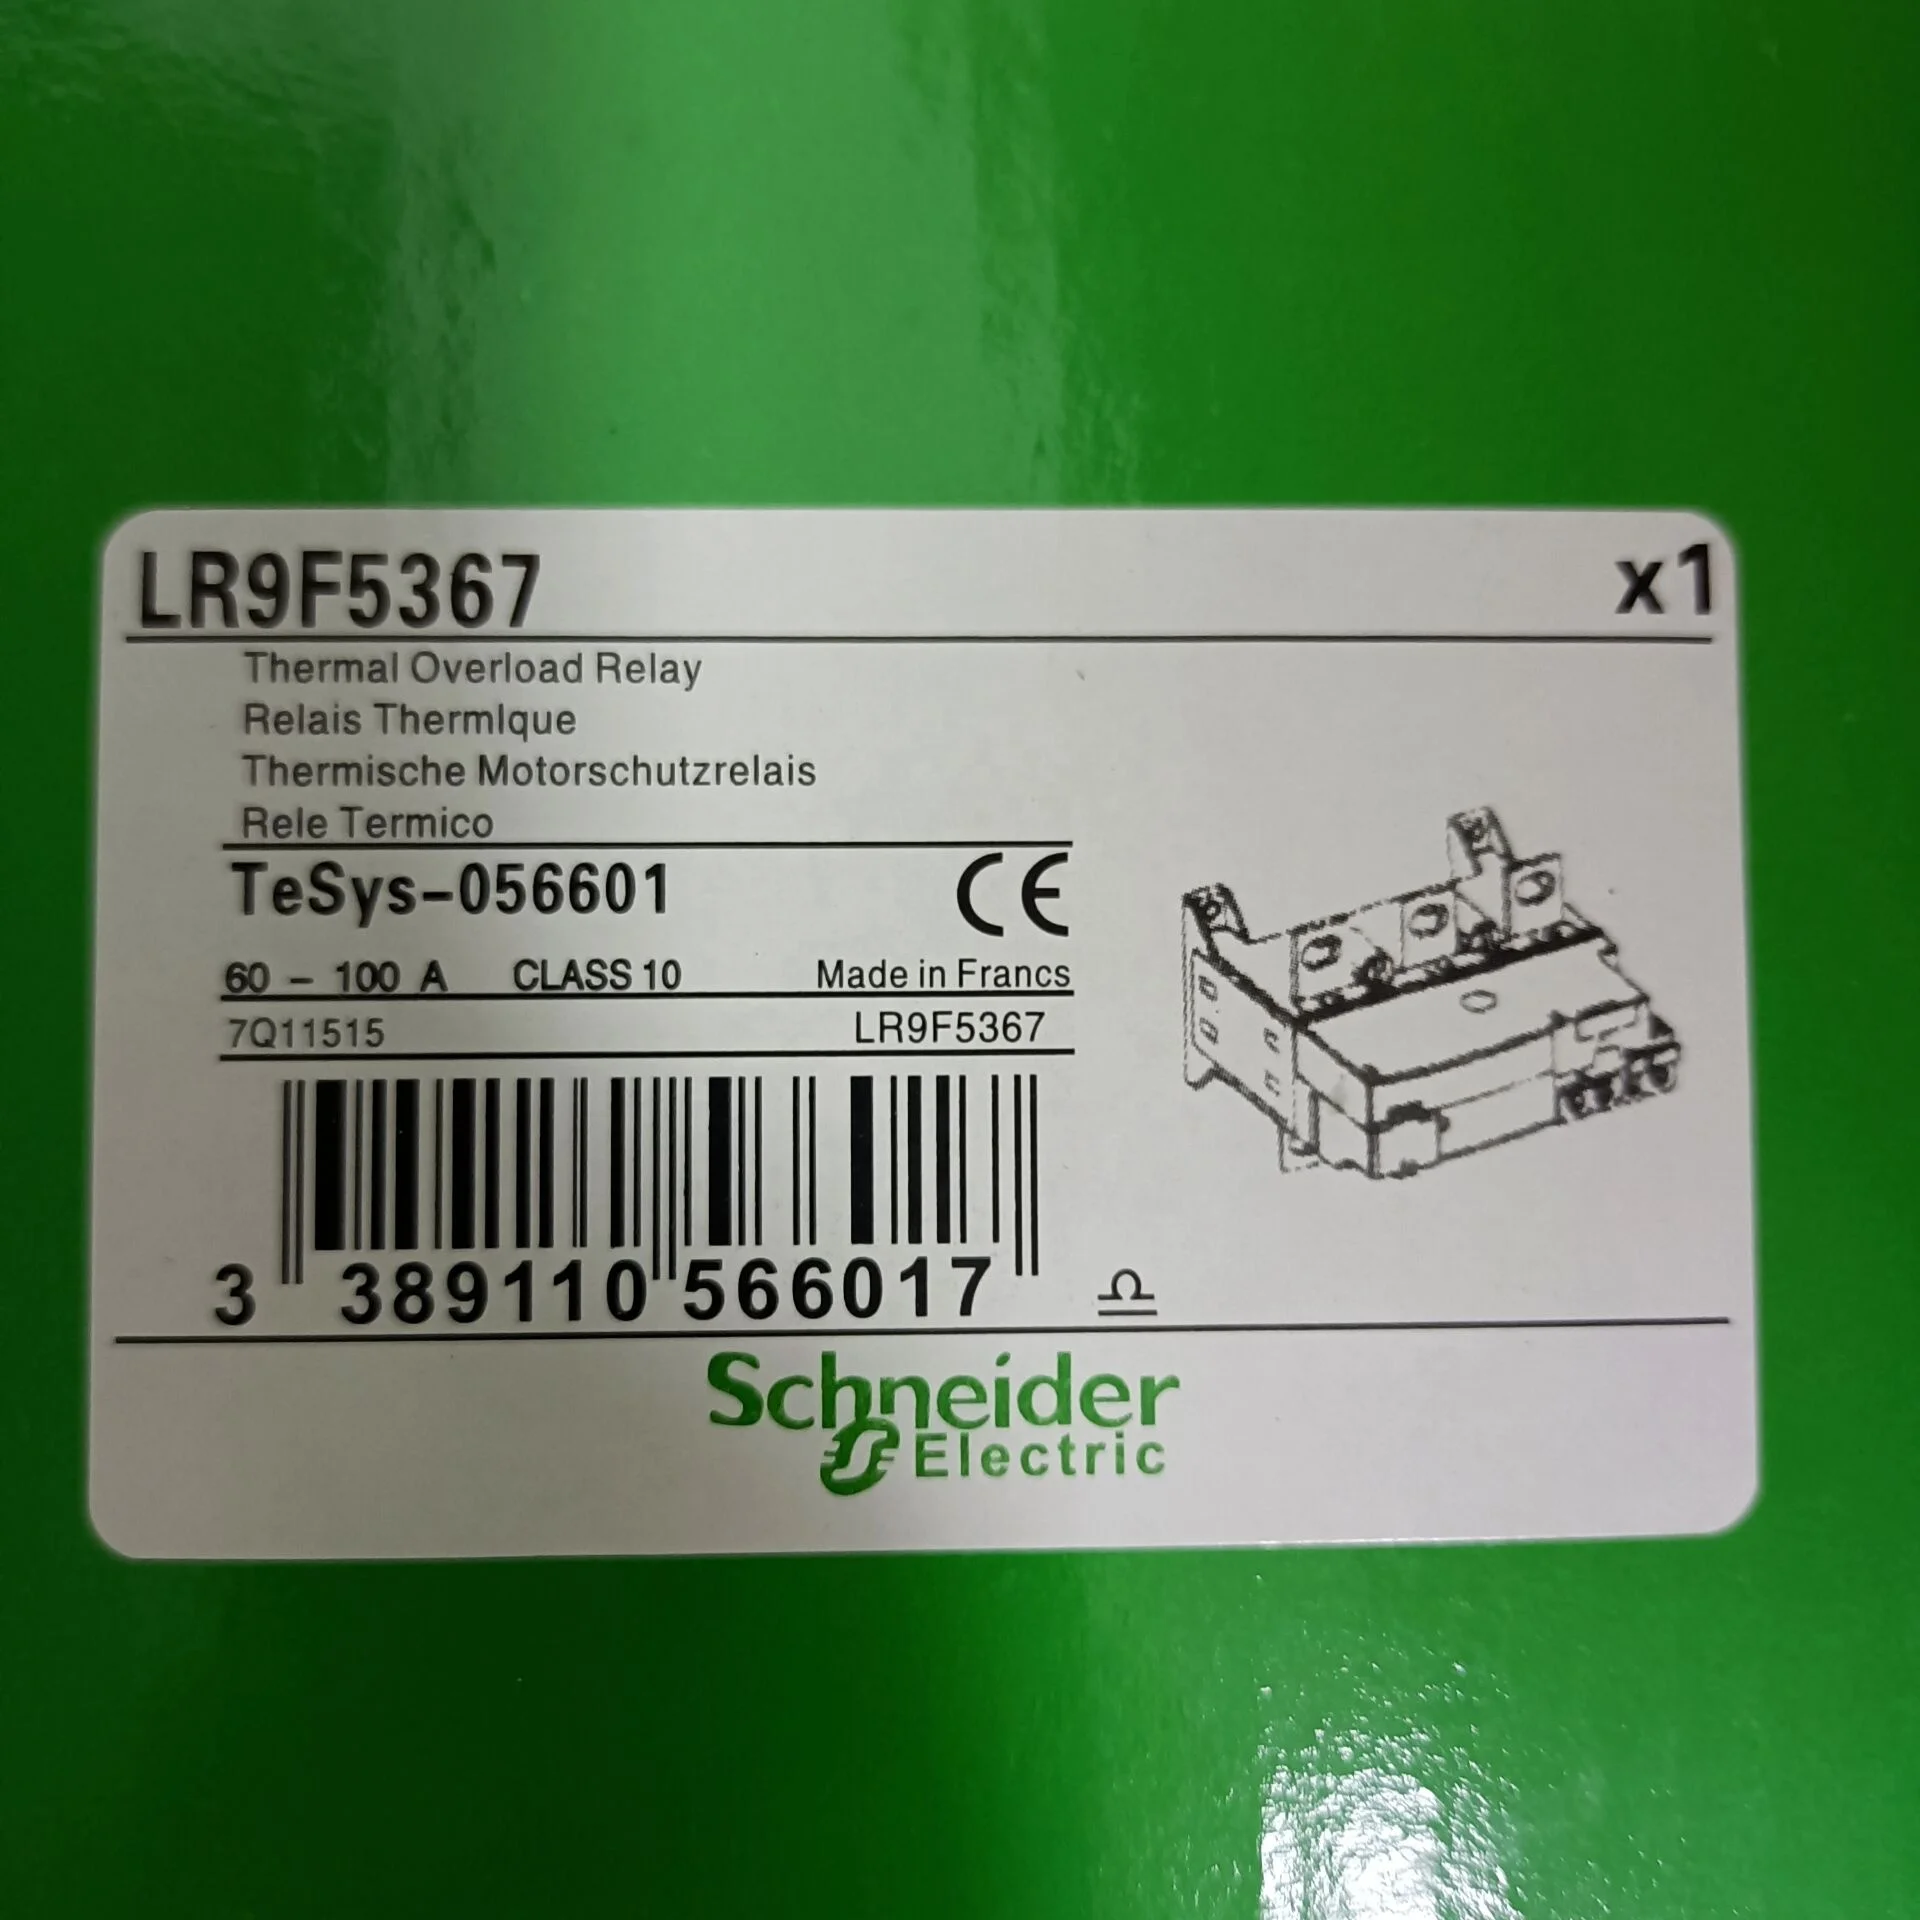 LR9F5367 x1
Thermal Overload Relay
Relais ThermIque
Thermische Motorschutzrelais
Rele Termico
TeSys-056601 CE
60 - 100 A CLASS 10 Made in Francs
7Q11515 LR9F5367
3 389110 566017
Schneider
Electric